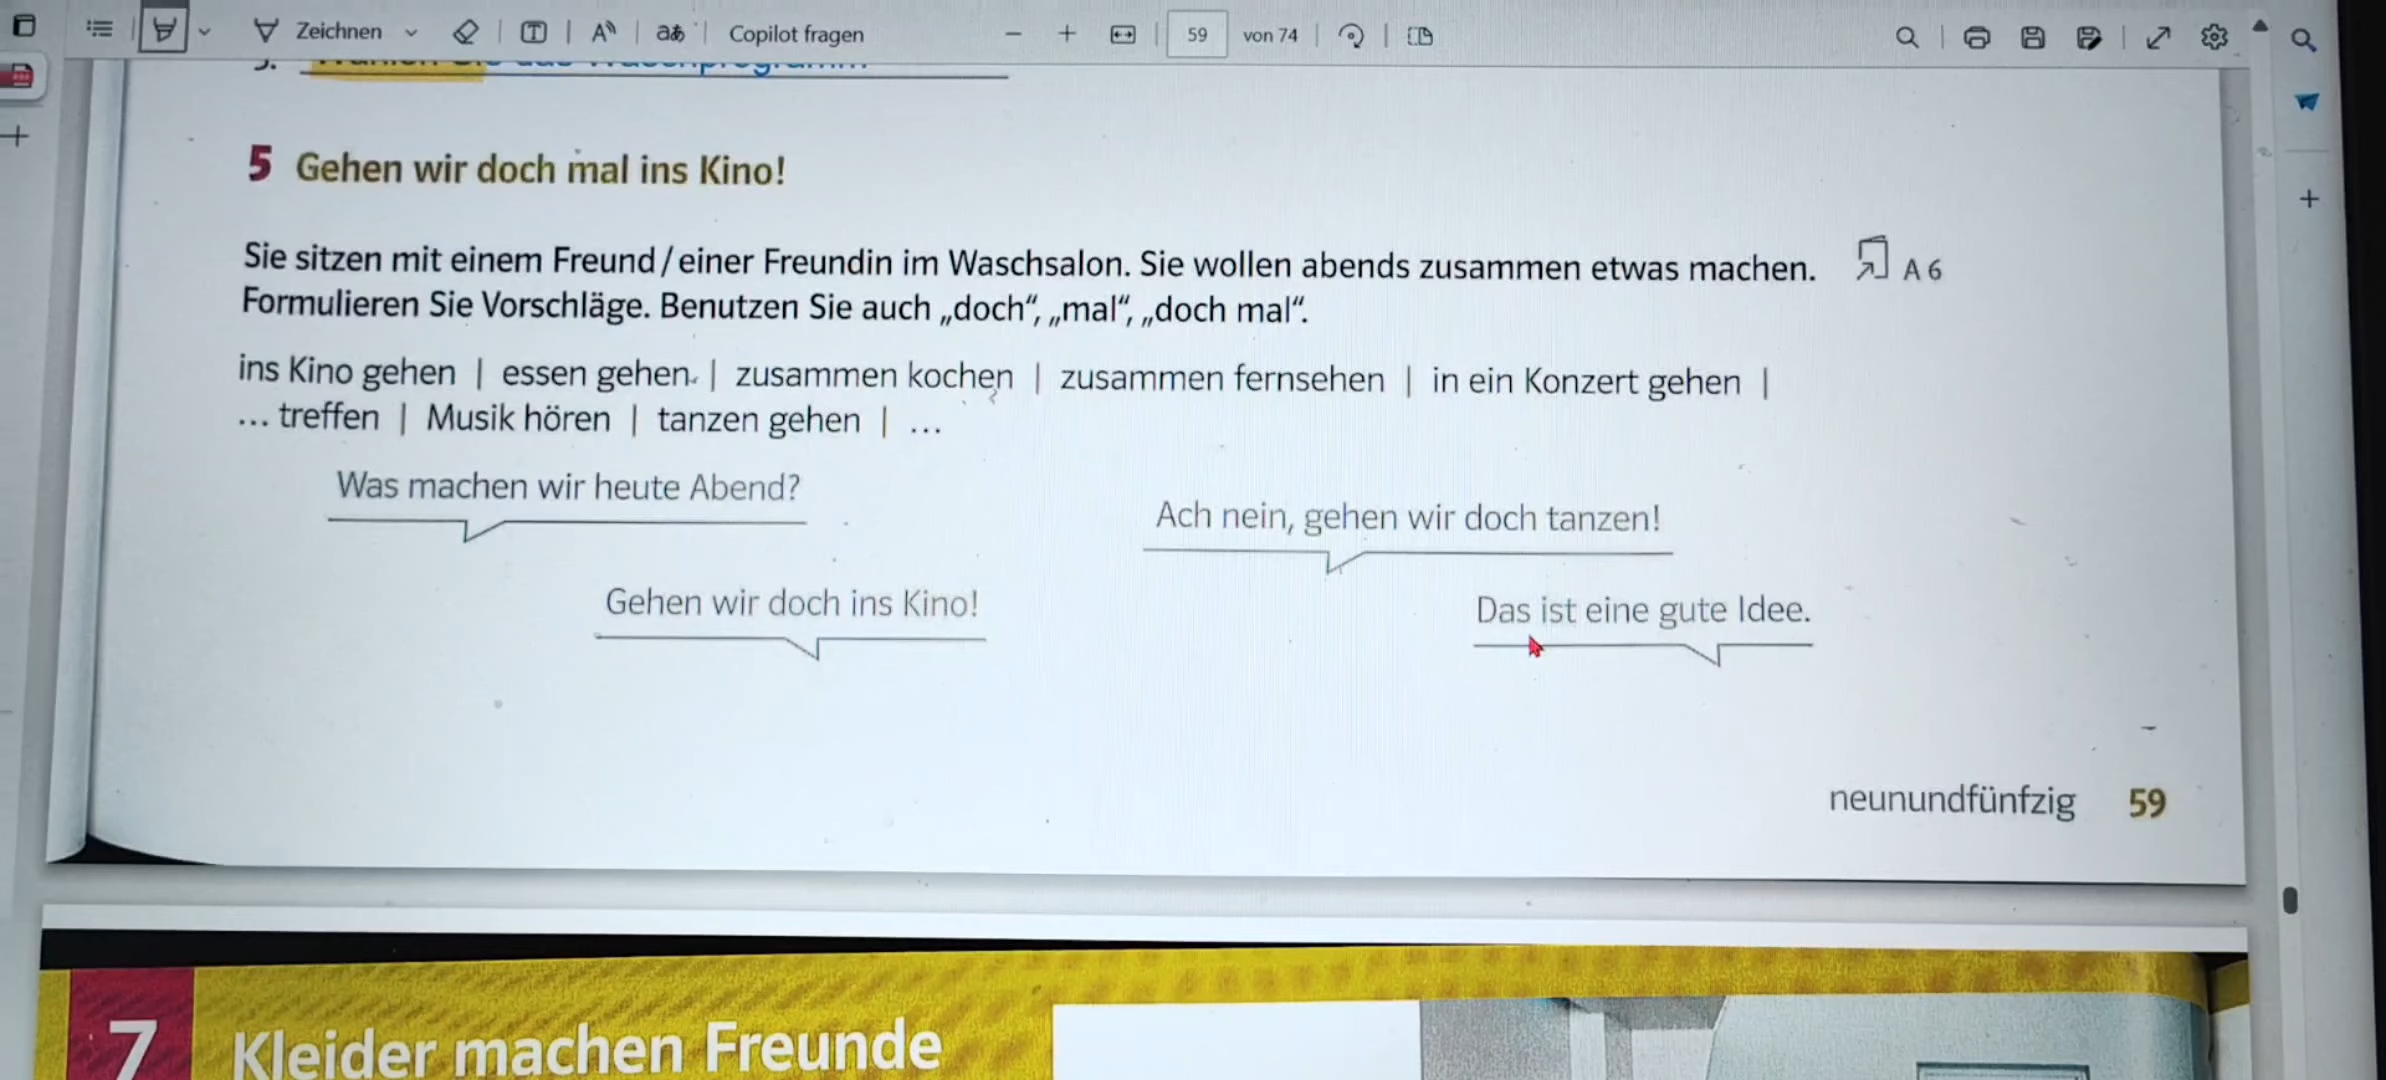 Zeichnen
Copilot fragen
59 von 74
5 Gehen wir doch mal ins Kino!
Sie sitzen mit einem Freund / einer Freundin im Waschsalon. Sie wollen abends zusammen etwas machen. A 6
Formulieren Sie Vorschläge. Benutzen Sie auch „doch“, „mal“, „doch mal“.
ins Kino gehen | essen gehen | zusammen kochen | zusammen fernsehen | in ein Konzert gehen |
… treffen | Musik hören | tanzen gehen | …
Was machen wir heute Abend?
Ach nein, gehen wir doch tanzen!
Gehen wir doch ins Kino!
Das ist eine gute Idee.
neunundfünfzig 59
7 Kleider machen Freunde